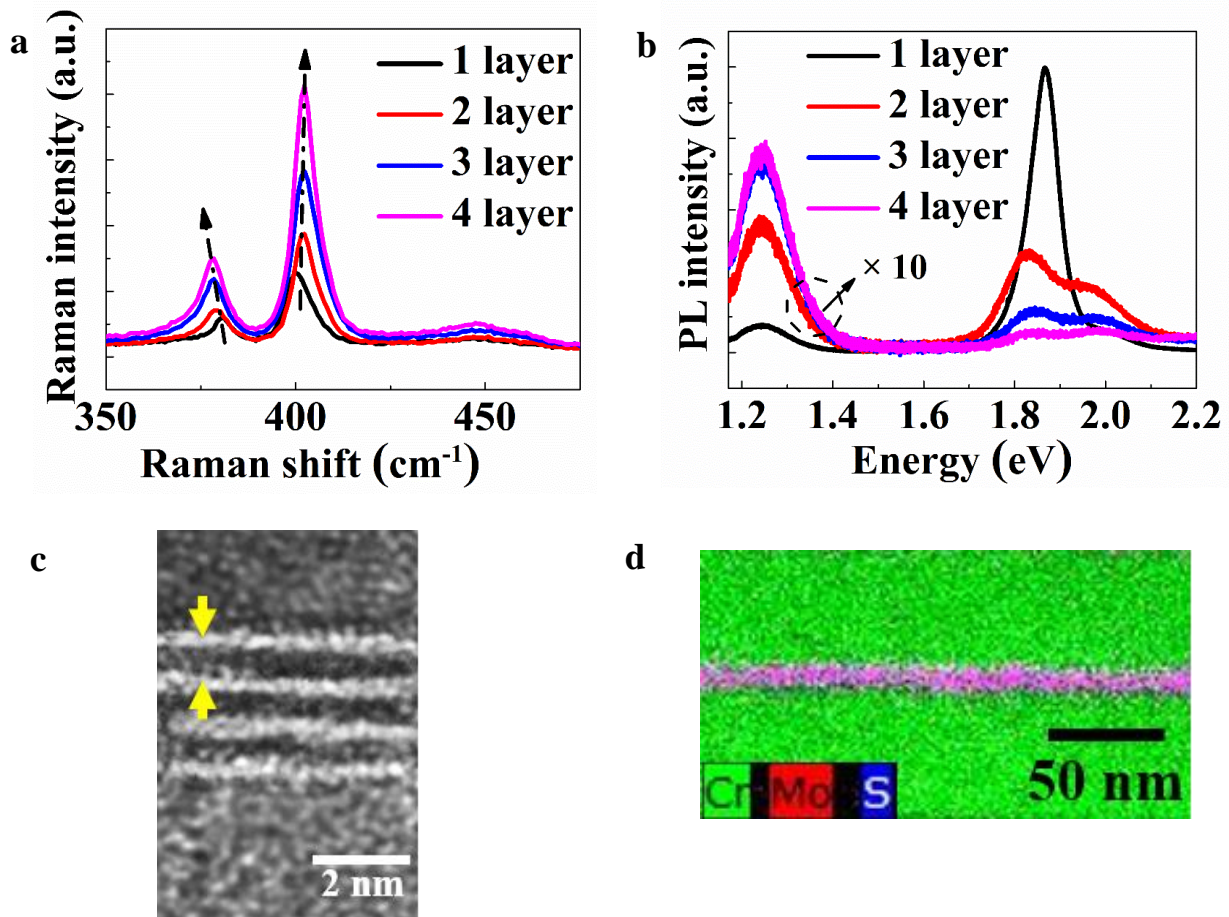 a
Raman intensity (a.u.)
1 layer
2 layer
3 layer
4 layer
350
400
450
Raman shift (cm-1)
b
PL intensity (a.u.)
1 layer
2 layer
3 layer
4 layer
× 10
1.2 1.4 1.6 1.8 2.0 2.2
Energy (eV)
c
2 nm
d
Cr Mo S
50 nm